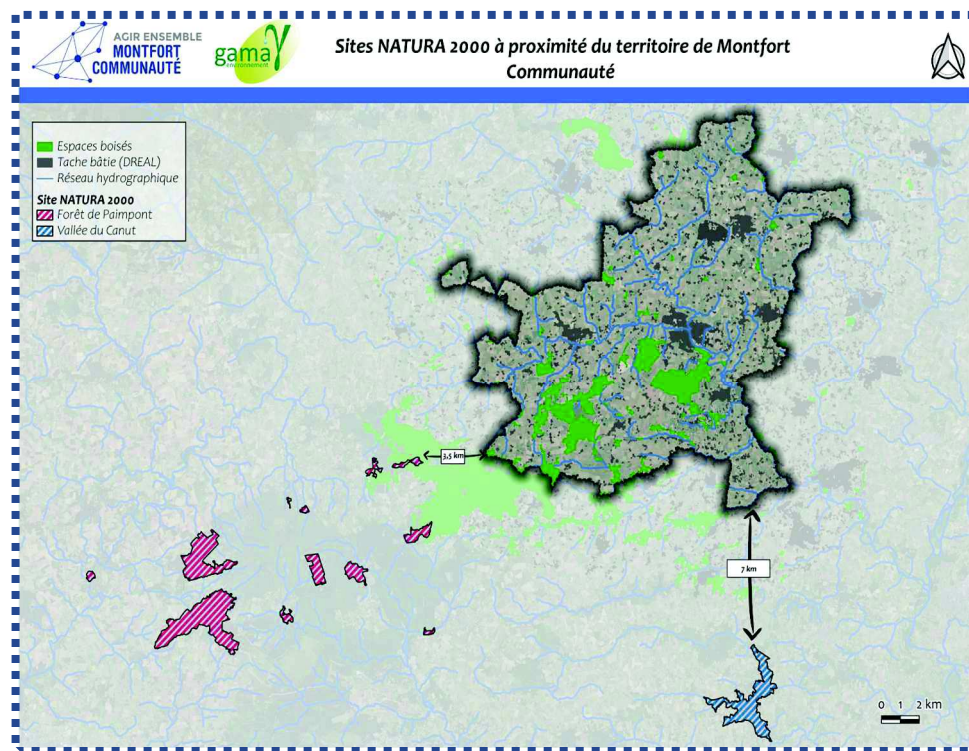 AGIR ENSEMBLE
MONTFORT
COMMUNAUTÉ
gama
environnement
Sites NATURA 2000 à proximité du territoire de Montfort
Communauté
Espaces boisés
Tache bâtie (DREAL)
Réseau hydrographique
Site NATURA 2000
Forêt de Paimpont
Vallée du Canut
3,5 km
7 km
0 1 2 km